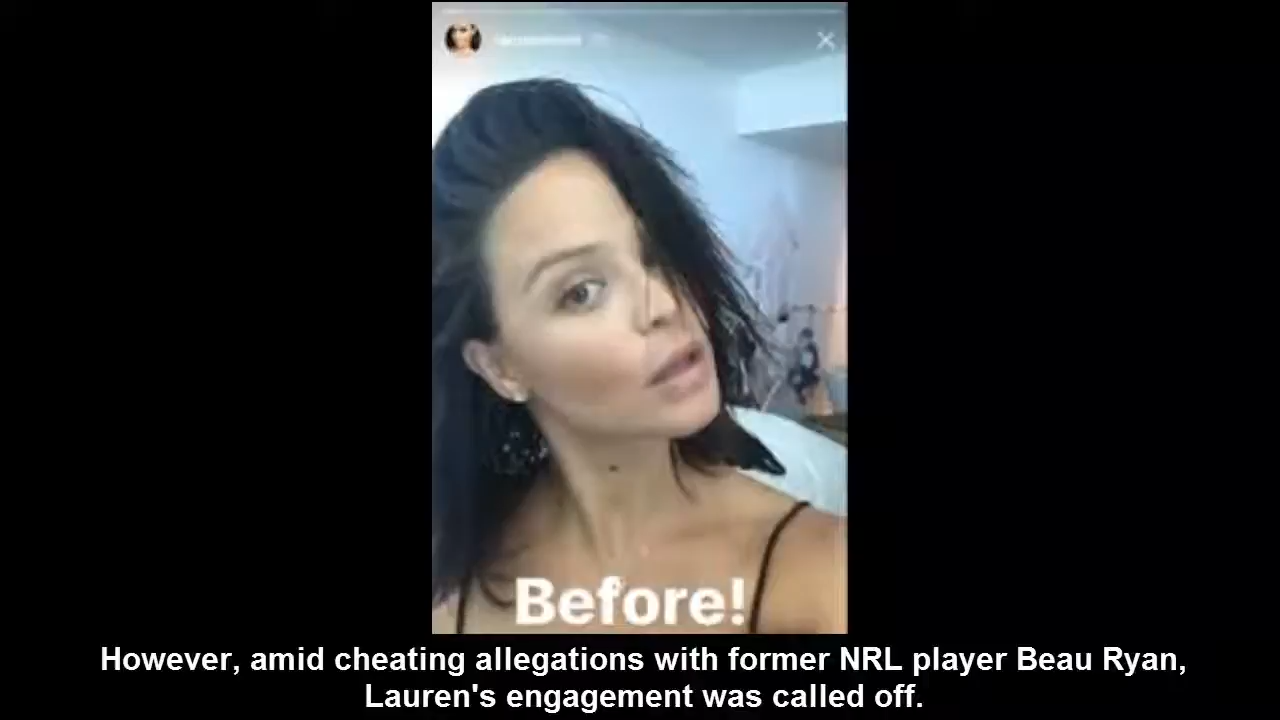 Before!
However, amid cheating allegations with former NRL player Beau Ryan,
Lauren's engagement was called off.